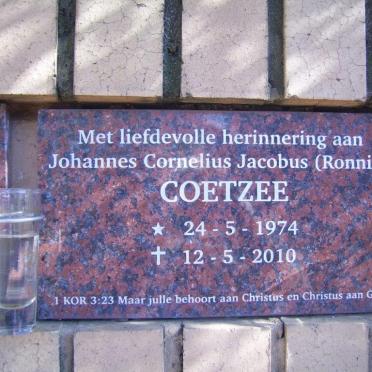 Met liefdevolle herinnering aan
Johannes Cornelius Jacobus (Ronni
COETZEE
★ 24 - 5 - 1974
✝ 12 - 5 - 2010
1 KOR 3:23 Maar julle behoort aan Christus en Christus aan G